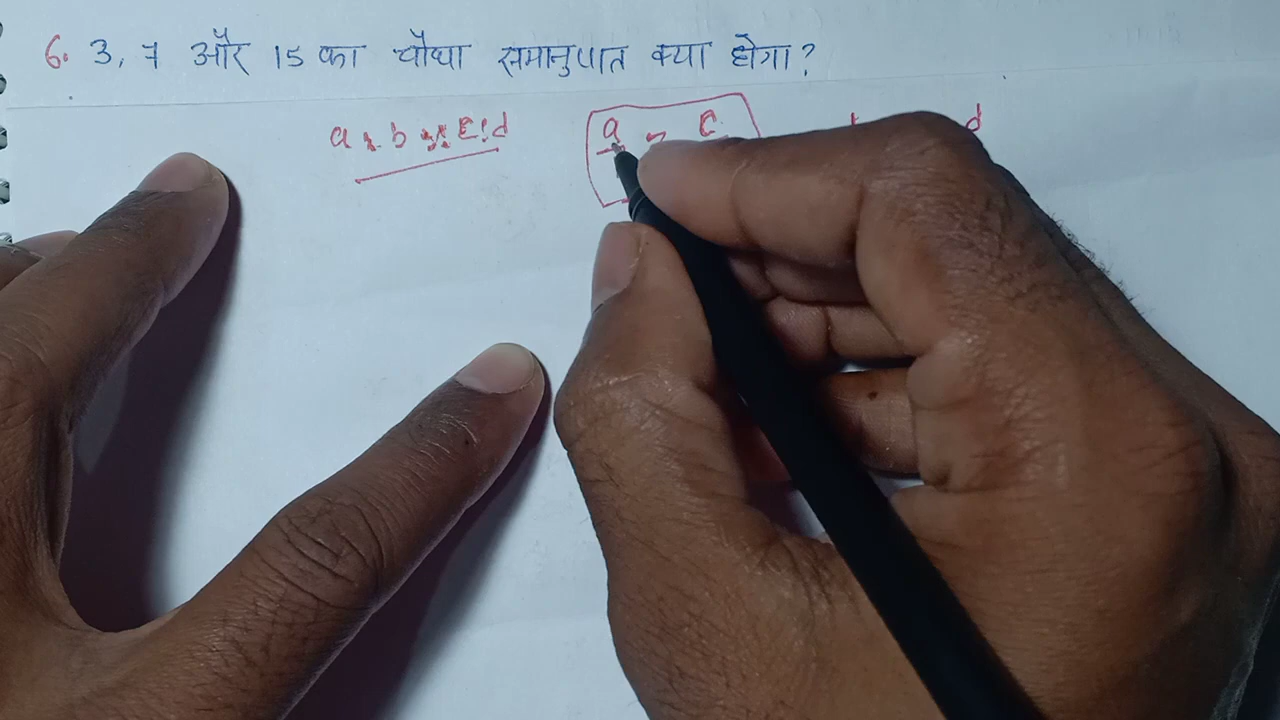 6. 3, 7 और 15 का चौथा समानुपात क्या होगा?
a : b :: c : d
a = c
d